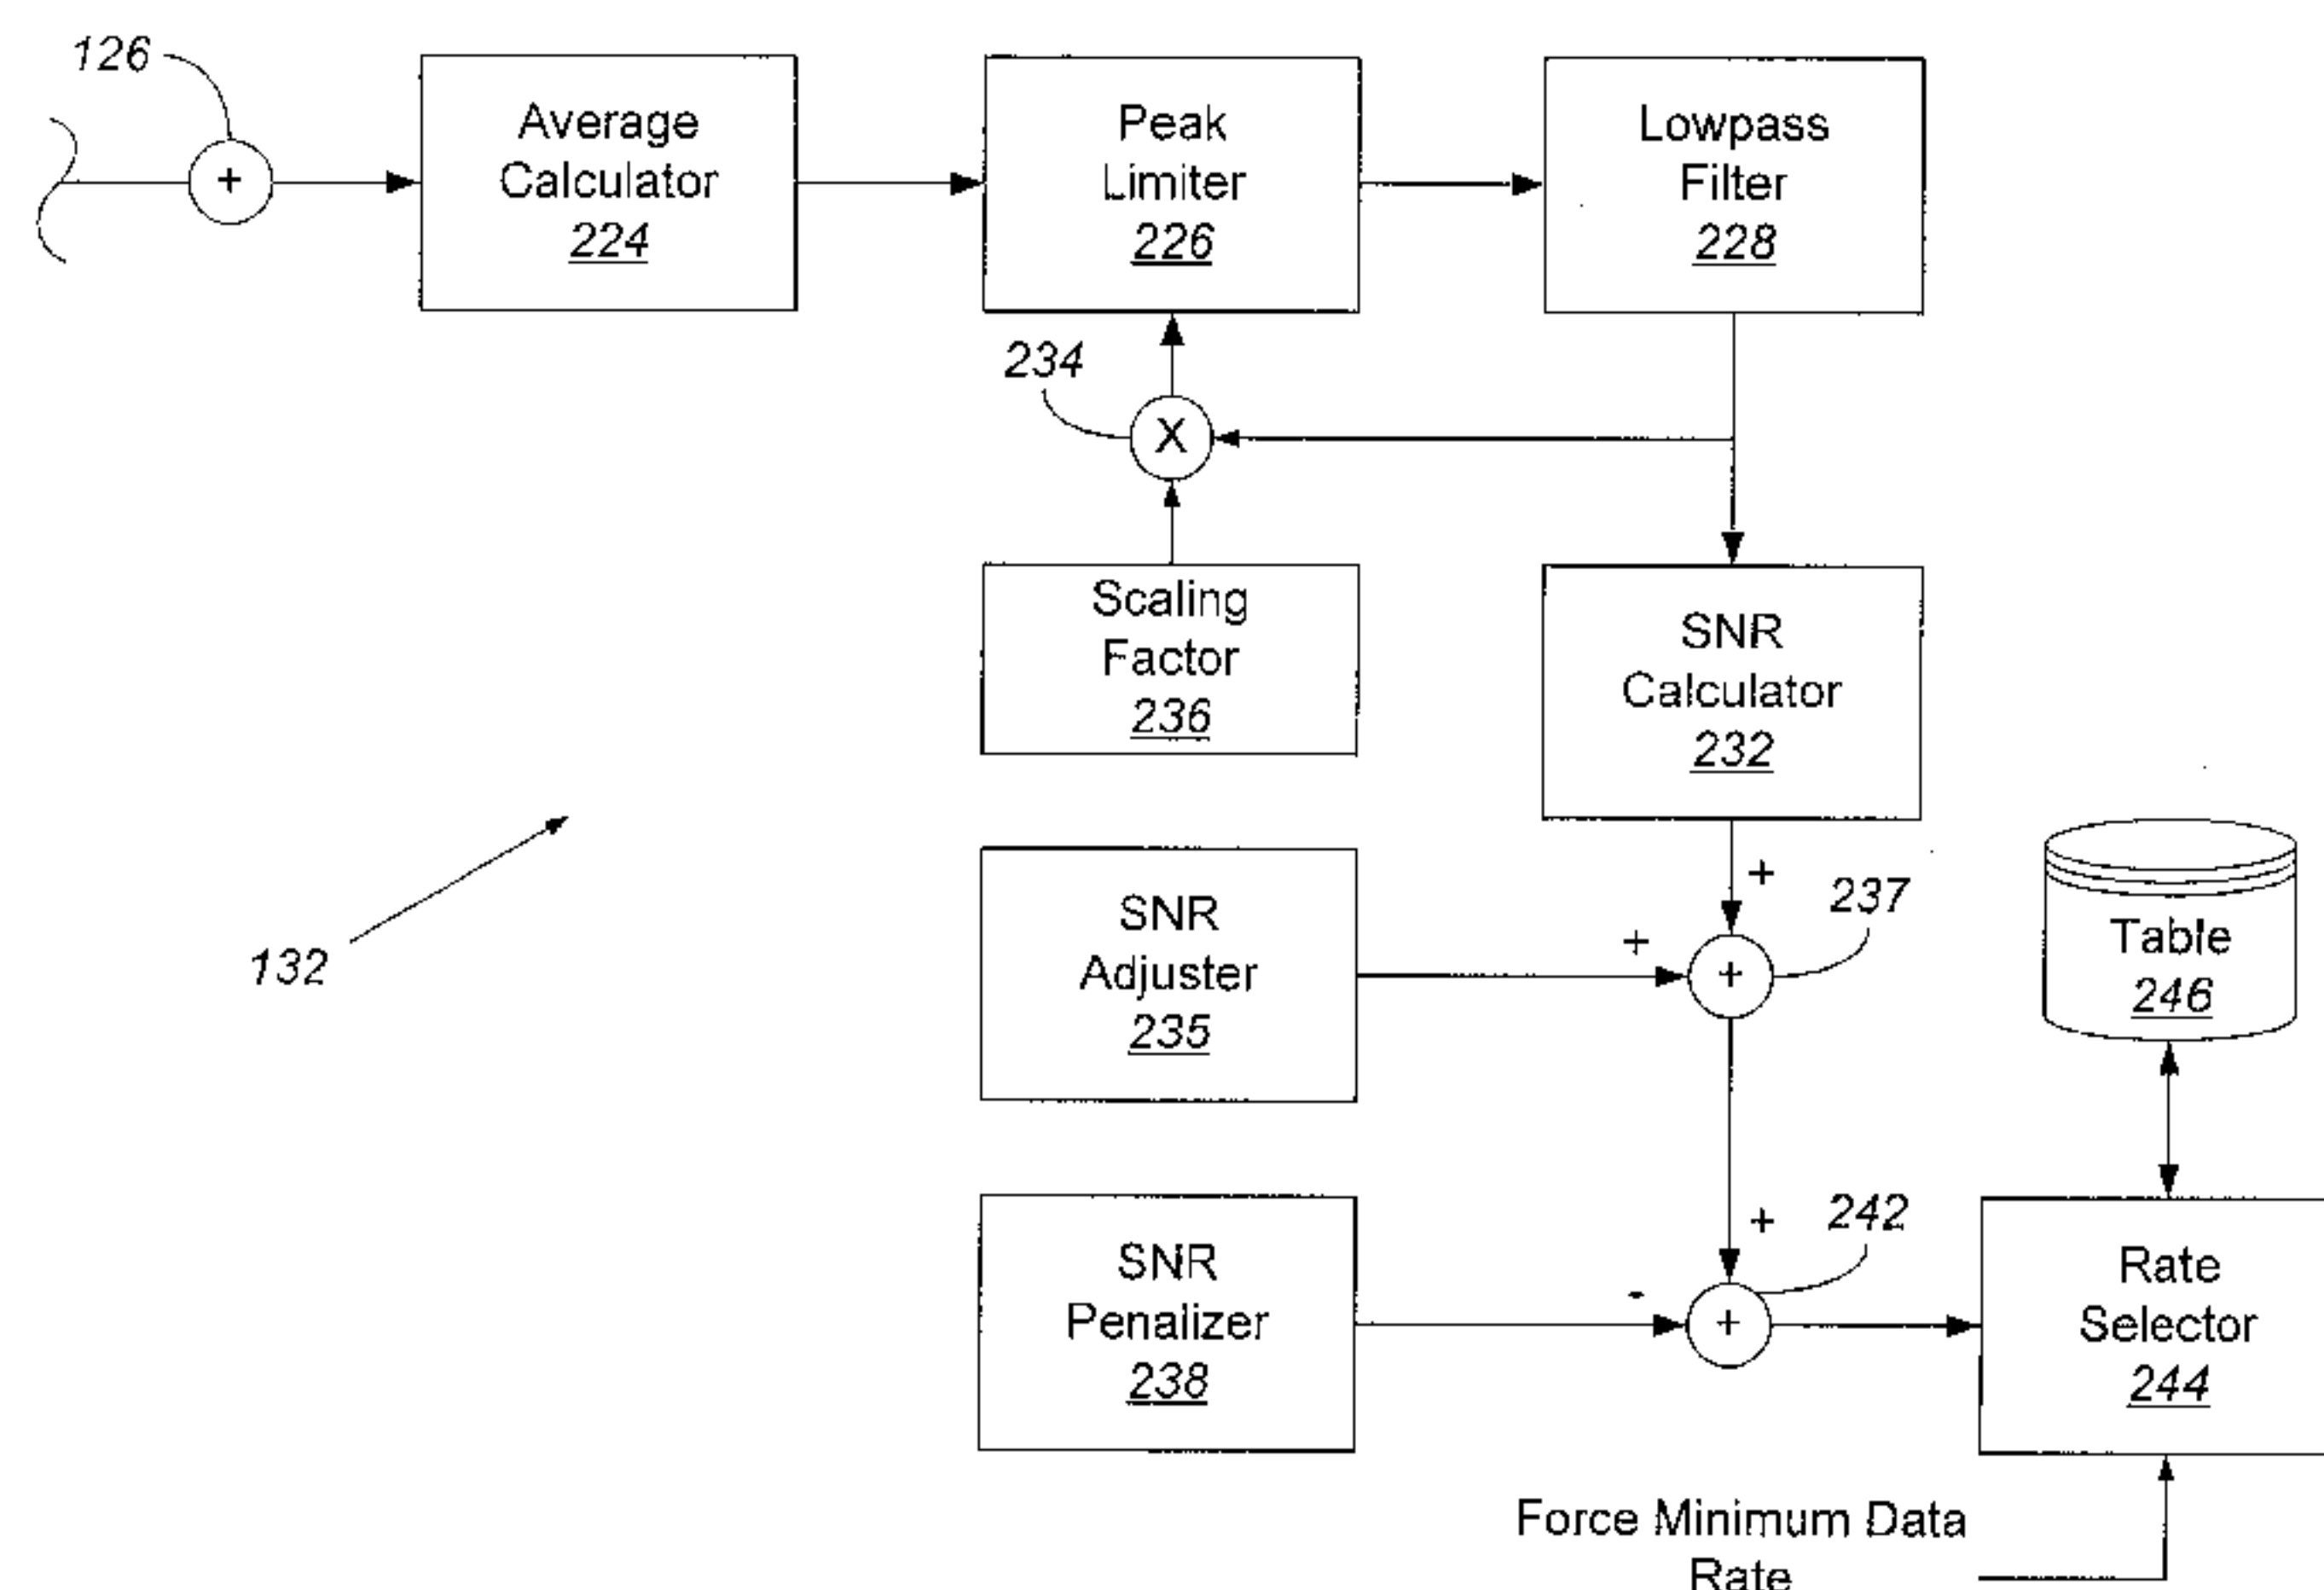 126
+
Average
Calculator
224
Peak
Limiter
226
Lowpass
Filter
228
234
X
Scaling
Factor
236
SNR
Calculator
232
132
SNR
Adjuster
235
+
+
+
237
Table
246
SNR
Penalizer
238
+
-
+
242
Rate
Selector
244
Force Minimum Data
Rate